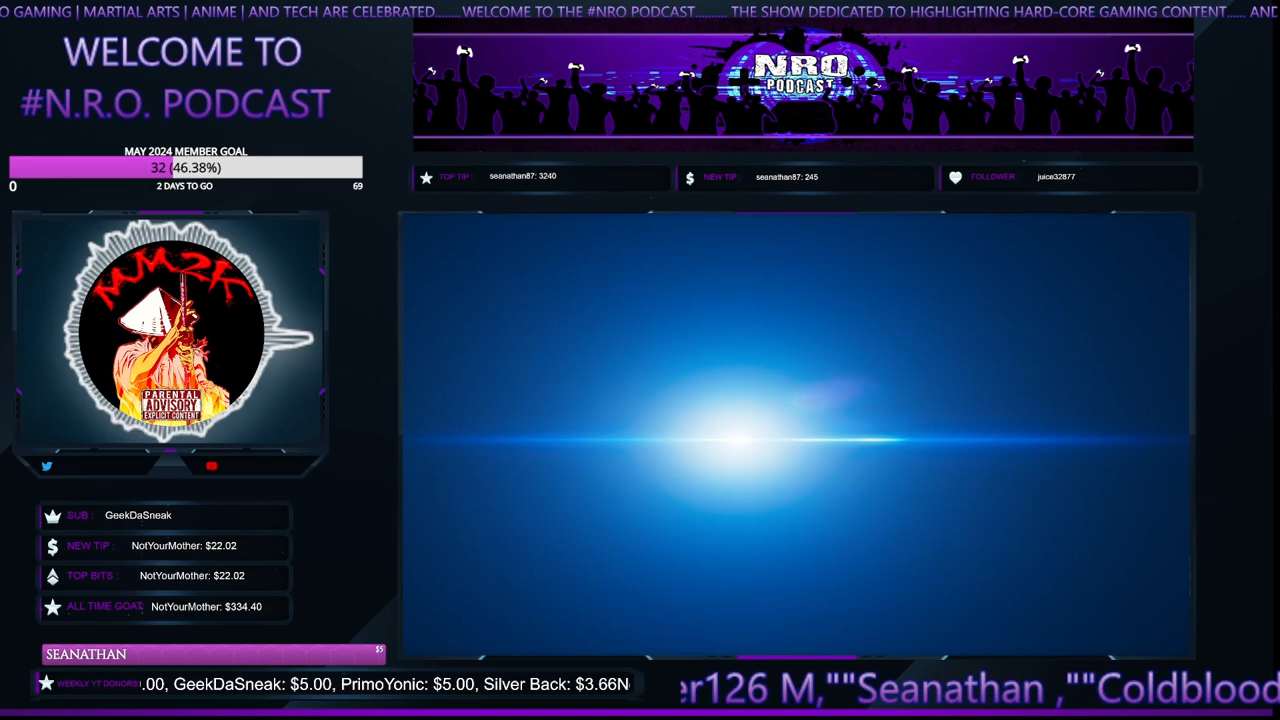 O GAMING | MARTIAL ARTS | ANIME | AND TECH ARE CELEBRATED.......WELCOME TO THE #NRO PODCAST......... THE SHOW DEDICATED TO HIGHLIGHTING HARD-CORE GAMING CONTENT...... AND
WELCOME TO
#N.R.O. PODCAST
NRO
PODCAST
MAY 2024 MEMBER GOAL
32 (46.38%)
0 2 DAYS TO GO 69
TOP TIP : seanathan87: 3240
NEW TIP : seanathan87: 245
FOLLOWER : juice32877
MM2K
PARENTAL
ADVISORY
EXPLICIT CONTENT
SUB : GeekDaSneak
NEW TIP : NotYourMother: $22.02
TOP BITS : NotYourMother: $22.02
ALL TIME GOAT: NotYourMother: $334.40
SEANATHAN $5
WEEKLY YT DONORS: .00, GeekDaSneak: $5.00, PrimoYonic: $5.00, Silver Back: $3.66N
er126 M,""Seanathan ,""Coldblood